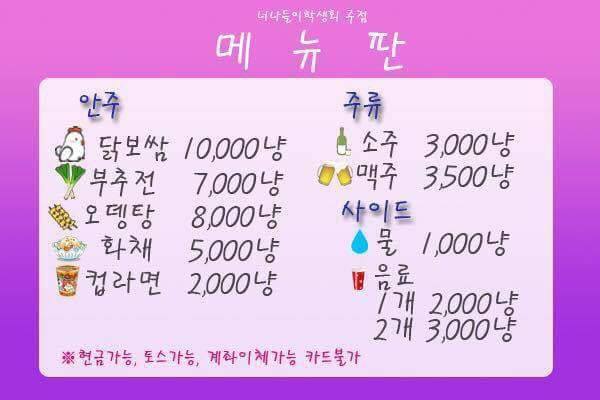 너나들이학생회 주점
메 뉴 판
안주
닭보쌈 10,000냥
부추전 7,000냥
오뎅탕 8,000냥
화채 5,000냥
컵라면 2,000냥
주류
소주 3,000냥
맥주 3,500냥
사이드
물 1,000냥
음료
1개 2,000냥
2개 3,000냥
※현금가능, 토스가능, 계좌이체가능 카드불가